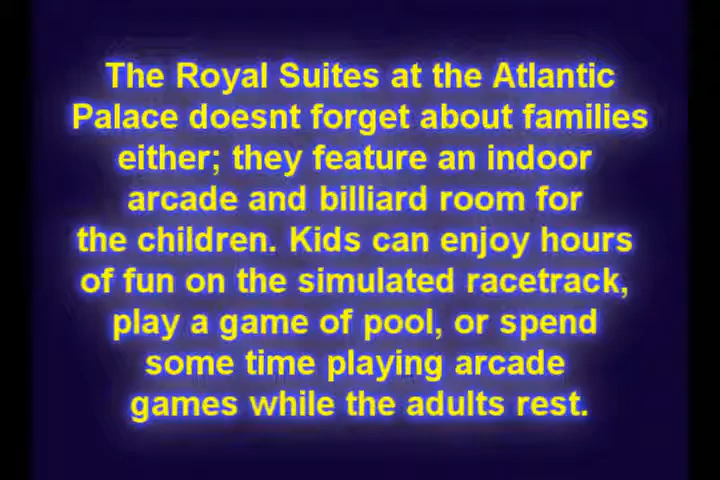 The Royal Suites at the Atlantic
Palace doesnt forget about families
either; they feature an indoor
arcade and billiard room for
the children. Kids can enjoy hours
of fun on the simulated racetrack,
play a game of pool, or spend
some time playing arcade
games while the adults rest.